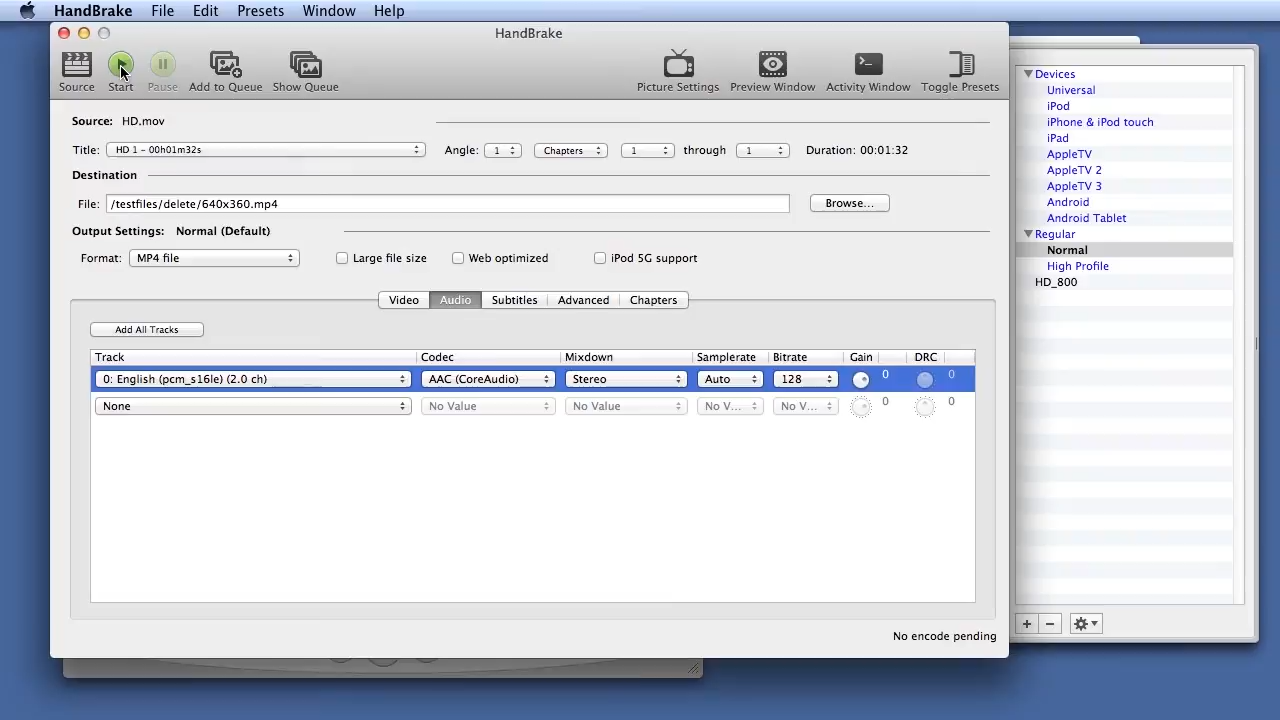 HandBrake File Edit Presets Window Help
HandBrake
Source Start Pause Add to Queue Show Queue Picture Settings Preview Window Activity Window Toggle Presets
Source: HD.mov
Title: HD 1 - 00h01m32s Angle: 1 Chapters 1 through 1 Duration: 00:01:32
Destination
File: /testfiles/delete/640x360.mp4 Browse...
Output Settings: Normal (Default)
Format: MP4 file Large file size Web optimized iPod 5G support
Video Audio Subtitles Advanced Chapters
Add All Tracks
Track Codec Mixdown Samplerate Bitrate Gain DRC
0: English (pcm_s16le) (2.0 ch) AAC (CoreAudio) Stereo Auto 128 0 0
None No Value No Value No V... No V... 0 0
No encode pending
Devices
Universal
iPod
iPhone & iPod touch
iPad
AppleTV
AppleTV 2
AppleTV 3
Android
Android Tablet
Regular
Normal
High Profile
HD_800